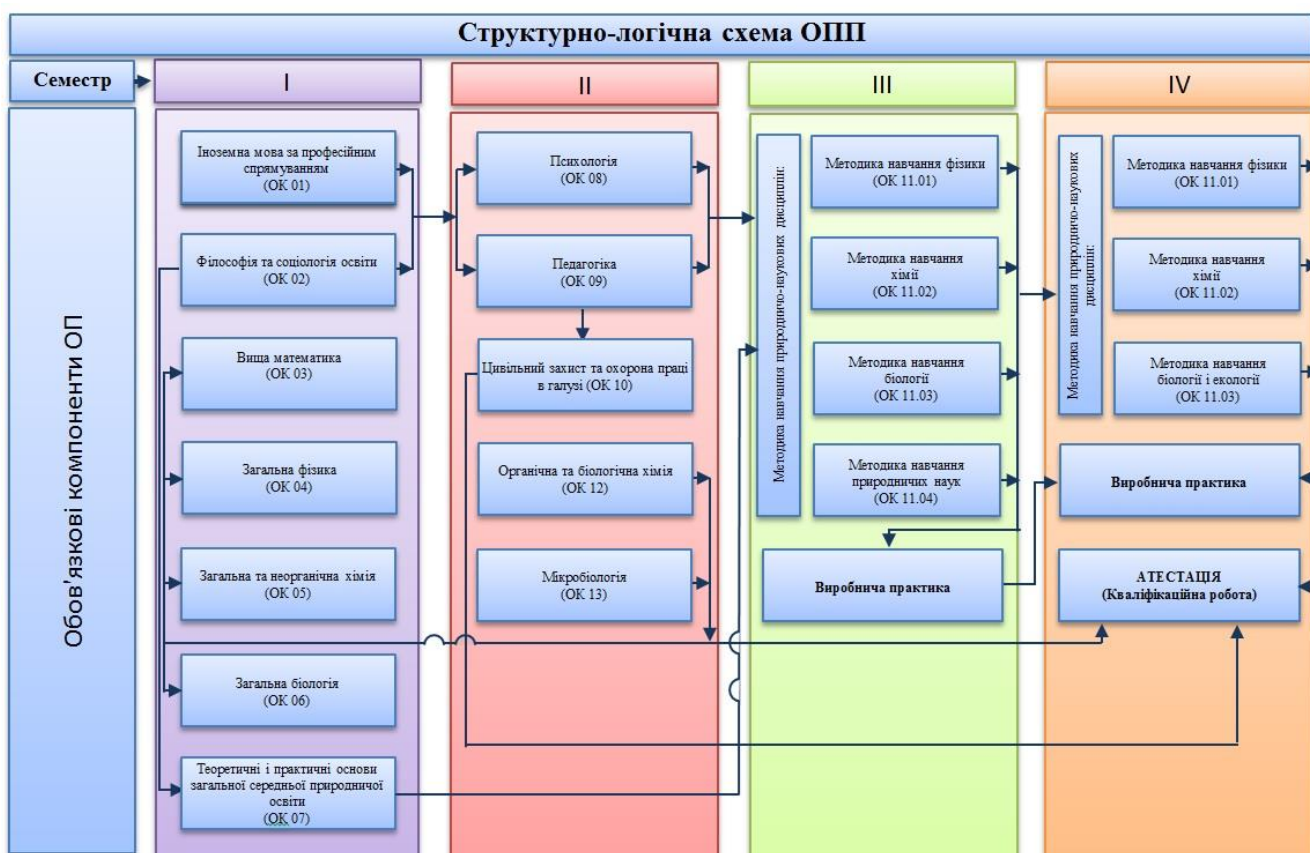 Структурно-логічна схема ОПП
Семестр
I
II
III
IV
Обов'язкові компоненти ОП
Іноземна мова за професійним
спрямуванням
(ОК 01)
Філософія та соціологія освіти
(ОК 02)
Вища математика
(ОК 03)
Загальна фізика
(ОК 04)
Загальна та неорганічна хімія
(ОК 05)
Загальна біологія
(ОК 06)
Теоретичні і практичні основи
загальної середньої природничої
освіти
(ОК 07)
Психологія
(ОК 08)
Педагогіка
(ОК 09)
Цивільний захист та охорона праці
в галузі (ОК 10)
Органічна та біологічна хімія
(ОК 12)
Мікробіологія
(ОК 13)
Методика навчання природничо-наукових дисциплін:
Методика навчання фізики
(ОК 11.01)
Методика навчання
хімії
(ОК 11.02)
Методика навчання
біології
(ОК 11.03)
Методика навчання
природничих наук
(ОК 11.04)
Виробнича практика
Методика навчання природничо-наукових
дисциплін:
Методика навчання фізики
(ОК 11.01)
Методика навчання
хімії
(ОК 11.02)
Методика навчання
біології і екології
(ОК 11.03)
Виробнича практика
АТЕСТАЦІЯ
(Кваліфікаційна робота)